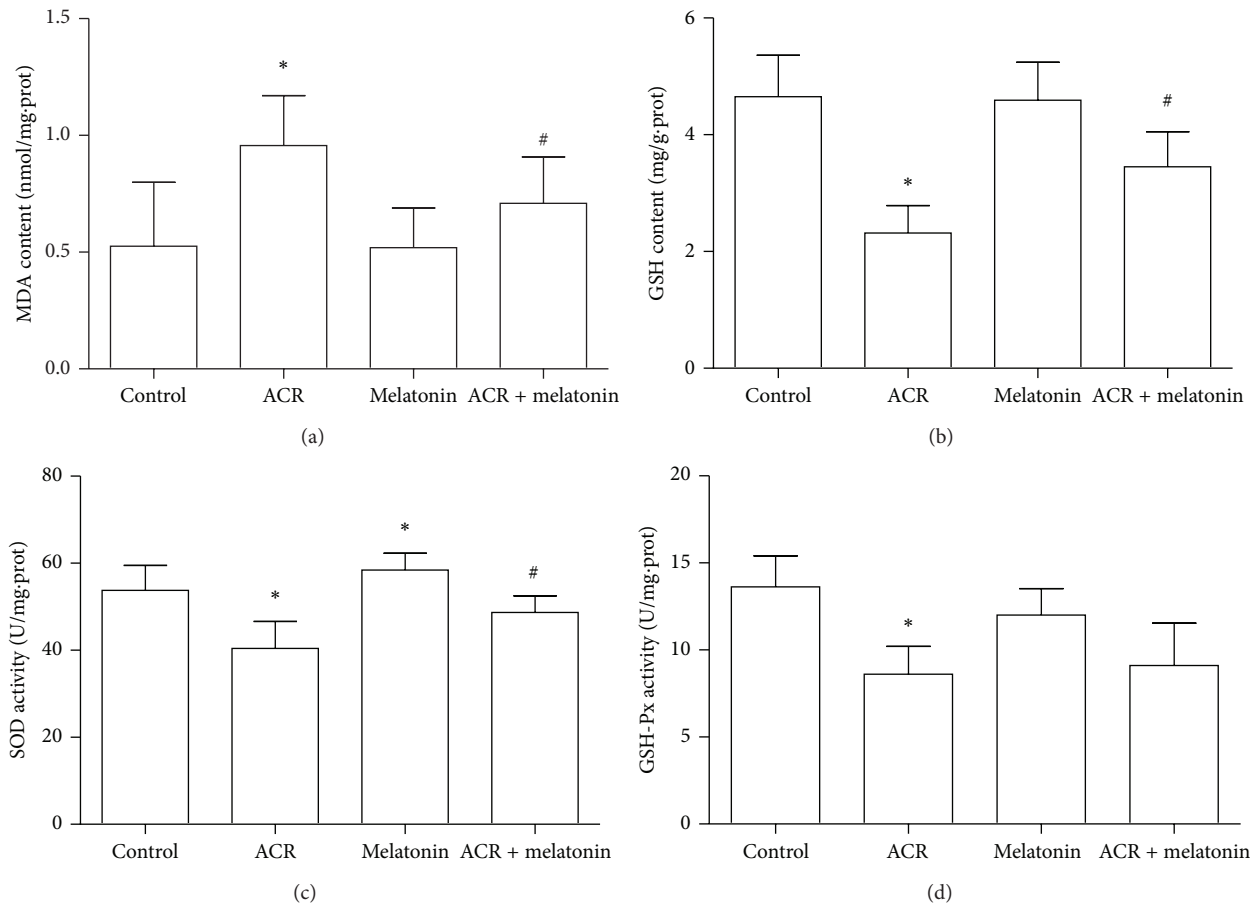 MDA content (nmol/mg·prot)
1.5
1.0
0.5
0.0
*
#
Control
ACR
Melatonin
ACR + melatonin
(a)
GSH content (mg/g·prot)
6
4
2
0
*
#
Control
ACR
Melatonin
ACR + melatonin
(b)
SOD activity (U/mg·prot)
80
60
40
20
0
*
*
#
Control
ACR
Melatonin
ACR + melatonin
(c)
GSH-Px activity (U/mg·prot)
20
15
10
5
0
*
Control
ACR
Melatonin
ACR + melatonin
(d)